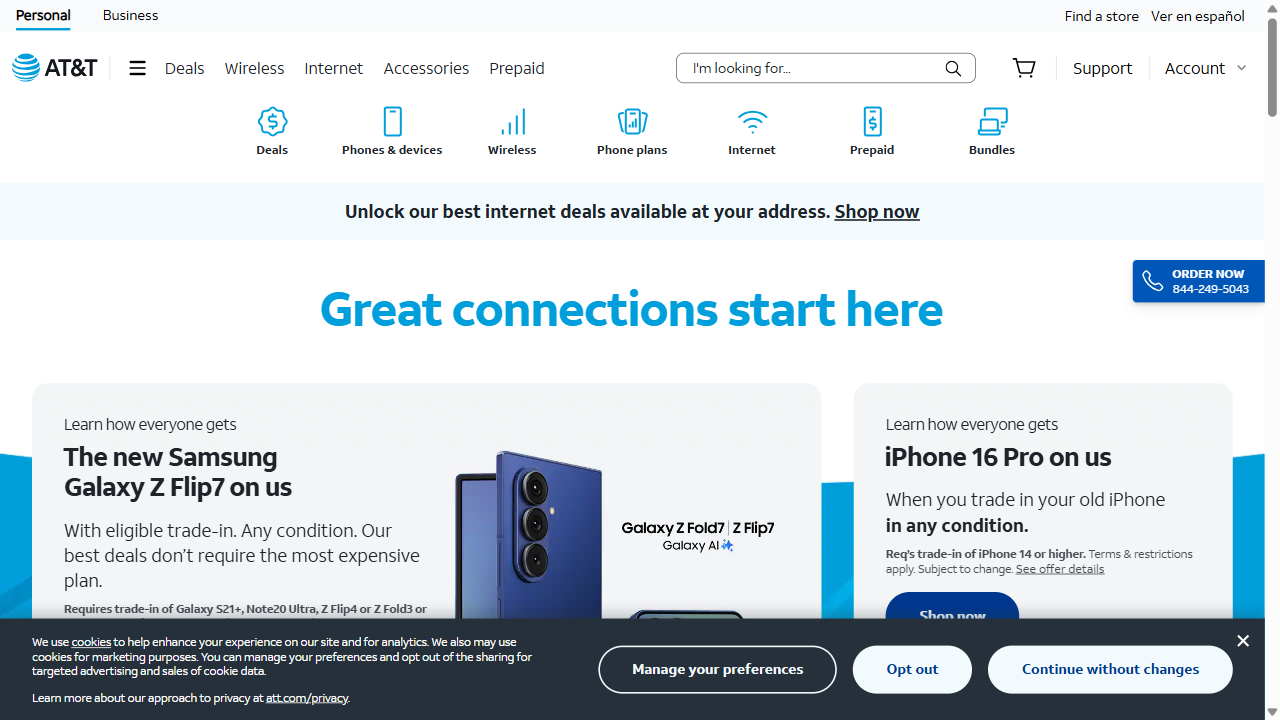 Personal
Business
Find a store
Ver en español
AT&T
Deals
Wireless
Internet
Accessories
Prepaid
I'm looking for...
Support
Account
Deals
Phones & devices
Wireless
Phone plans
Internet
Prepaid
Bundles
Unlock our best internet deals available at your address. Shop now
ORDER NOW
844-249-5043
Great connections start here
Learn how everyone gets
The new Samsung
Galaxy Z Flip7 on us
With eligible trade-in. Any condition. Our
best deals don't require the most expensive
plan.
Requires trade-in of Galaxy S21+, Note20 Ultra, Z Flip4 or Z Fold3 or
Galaxy Z Fold7 | Z Flip7
Galaxy AI
Learn how everyone gets
iPhone 16 Pro on us
When you trade in your old iPhone
in any condition.
Req's trade-in of iPhone 14 or higher. Terms & restrictions
apply. Subject to change. See offer details
Shop now
We use cookies to help enhance your experience on our site and for analytics. We also may use
cookies for marketing purposes. You can manage your preferences and opt out of the sharing for
targeted advertising and sales of cookie data.
Learn more about our approach to privacy at att.com/privacy.
Manage your preferences
Opt out
Continue without changes